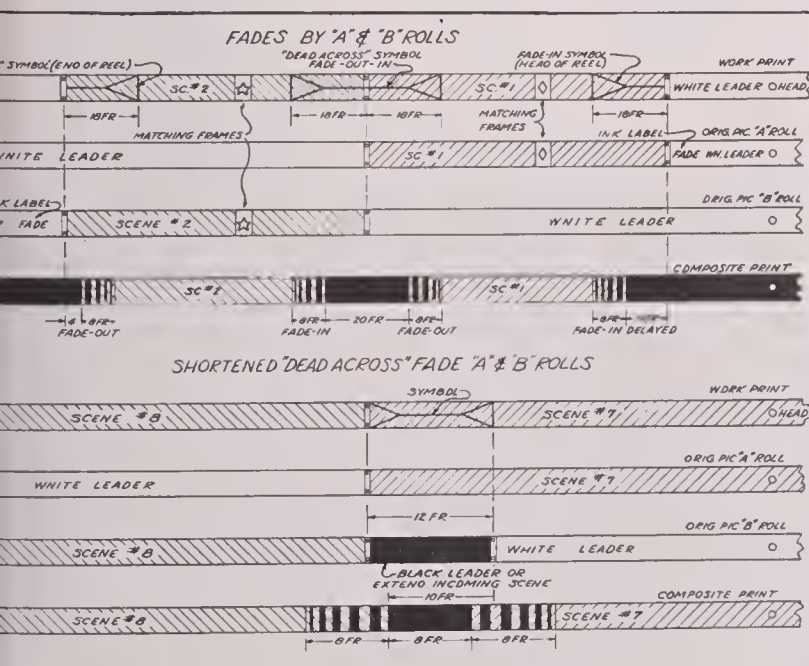 FADES BY "A" & "B" ROLLS
"DEAD ACROSS" SYMBOL
FADE-OUT-IN
FADE-IN SYMBOL
(HEAD OF REEL)
WORK PRINT
SYMBOL (END OF REEL)
SC#2
SC#1
WHITE LEADER HEAD
18FR
18FR
18FR
18FR
MATCHING FRAMES
MATCHING
FRAMES
INK LABEL
ORIG. PIC "A" ROLL
WHITE LEADER
SC #1
FADE WH. LEADER
LABEL
ORIG. PIC "B" ROLL
FADE
SCENE #2
WHITE LEADER
COMPOSITE PRINT
SC#2
SC#1
4 8FR
8FR
20FR
8FR
8FR
FADE-OUT
FADE-IN
FADE-OUT
FADE-IN DELAYED
SHORTENED "DEAD ACROSS" FADE "A" & "B" ROLLS
SYMBOL
WORK PRINT
SCENE #8
SCENE #7
HEAD
ORIG. PIC "A" ROLL
WHITE LEADER
SCENE #7
12 FR
ORIG. PIC "B" ROLL
SCENE #8
WHITE LEADER
BLACK LEADER OR
EXTEND INCOMING SCENE
10FR
COMPOSITE PRINT
SCENE #8
SCENE #7
8FR
8FR
8FR